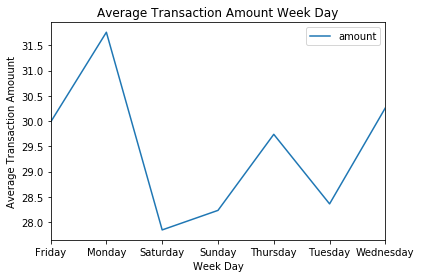 Average Transaction Amount Week Day
amount
Average Transaction Amouunt
31.5
31.0
30.5
30.0
29.5
29.0
28.5
28.0
Friday Monday Saturday Sunday Thursday Tuesday Wednesday
Week Day